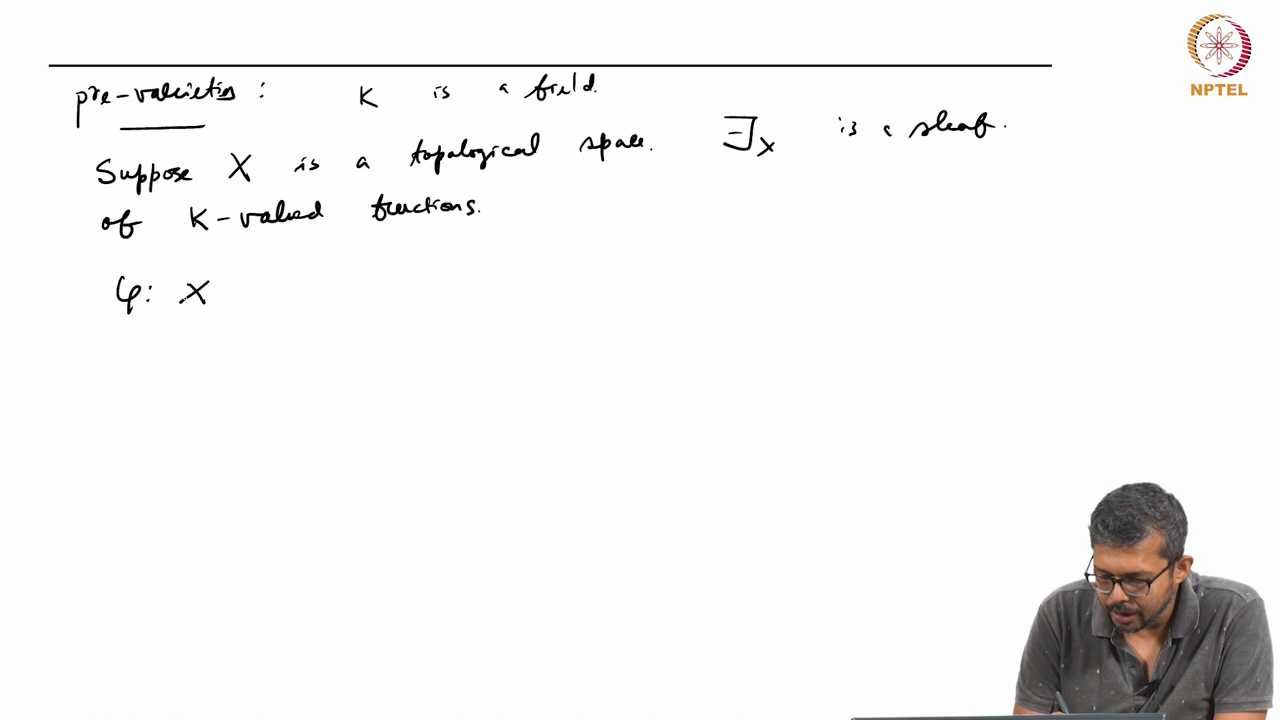 pre-varieties : K is a field.
Suppose X is a topological space. ℱ_X is a sheaf.
of K-valued functions.
φ: X
NPTEL